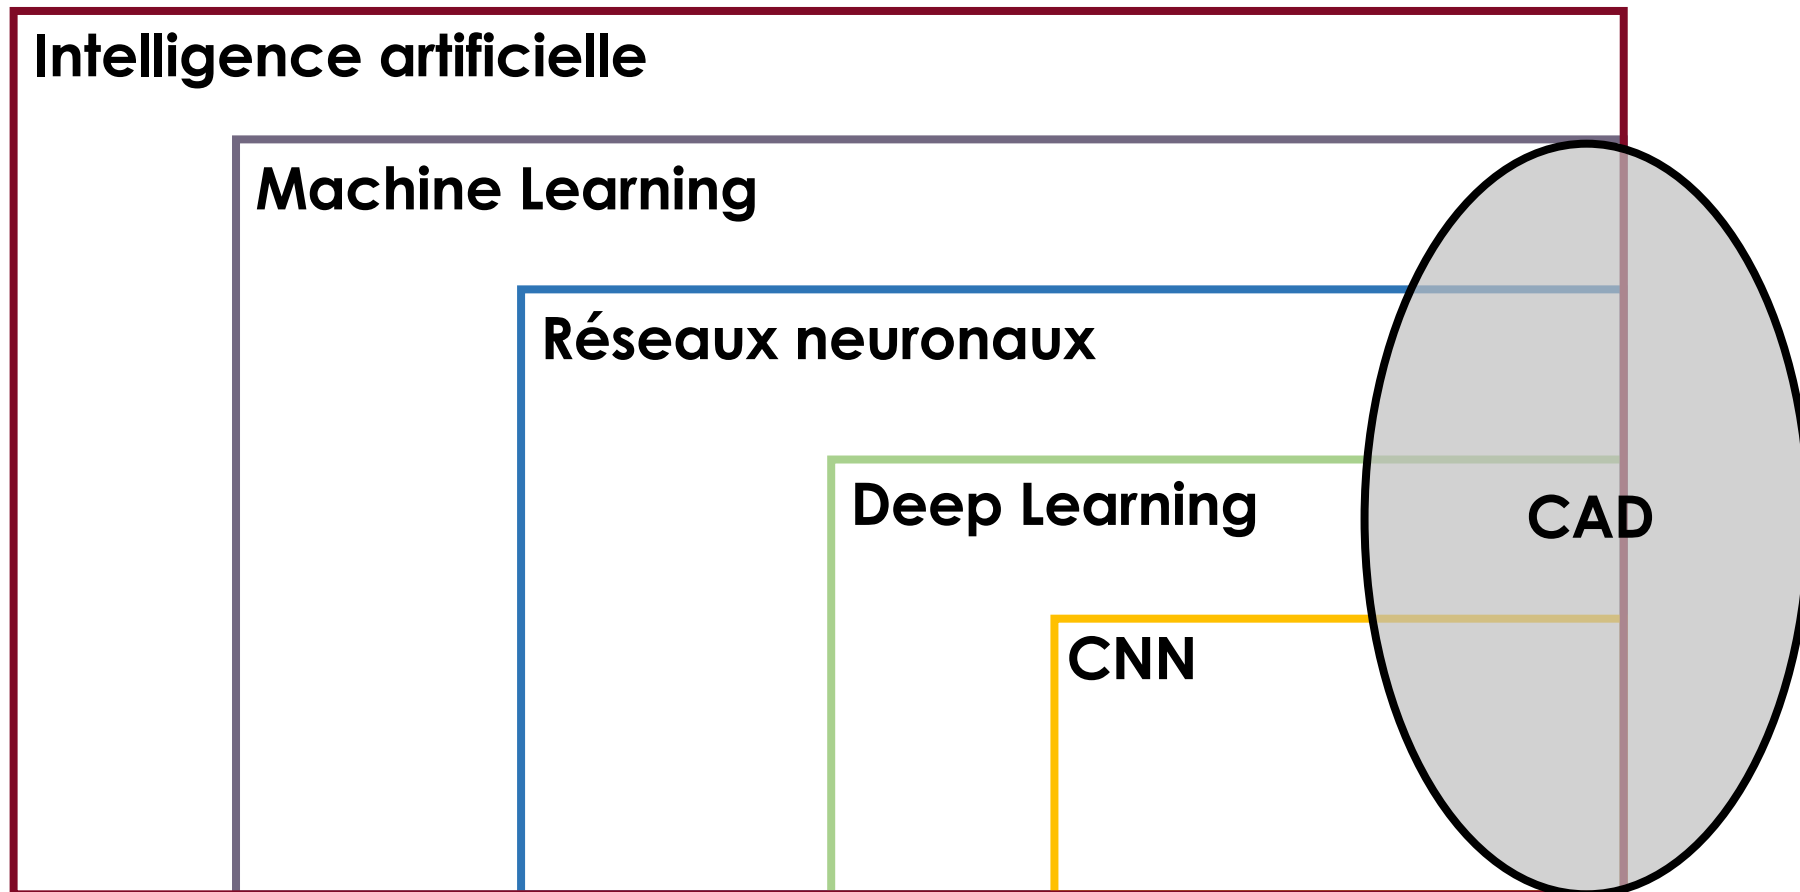 Intelligence artificielle
Machine Learning
Réseaux neuronaux
Deep Learning
CAD
CNN